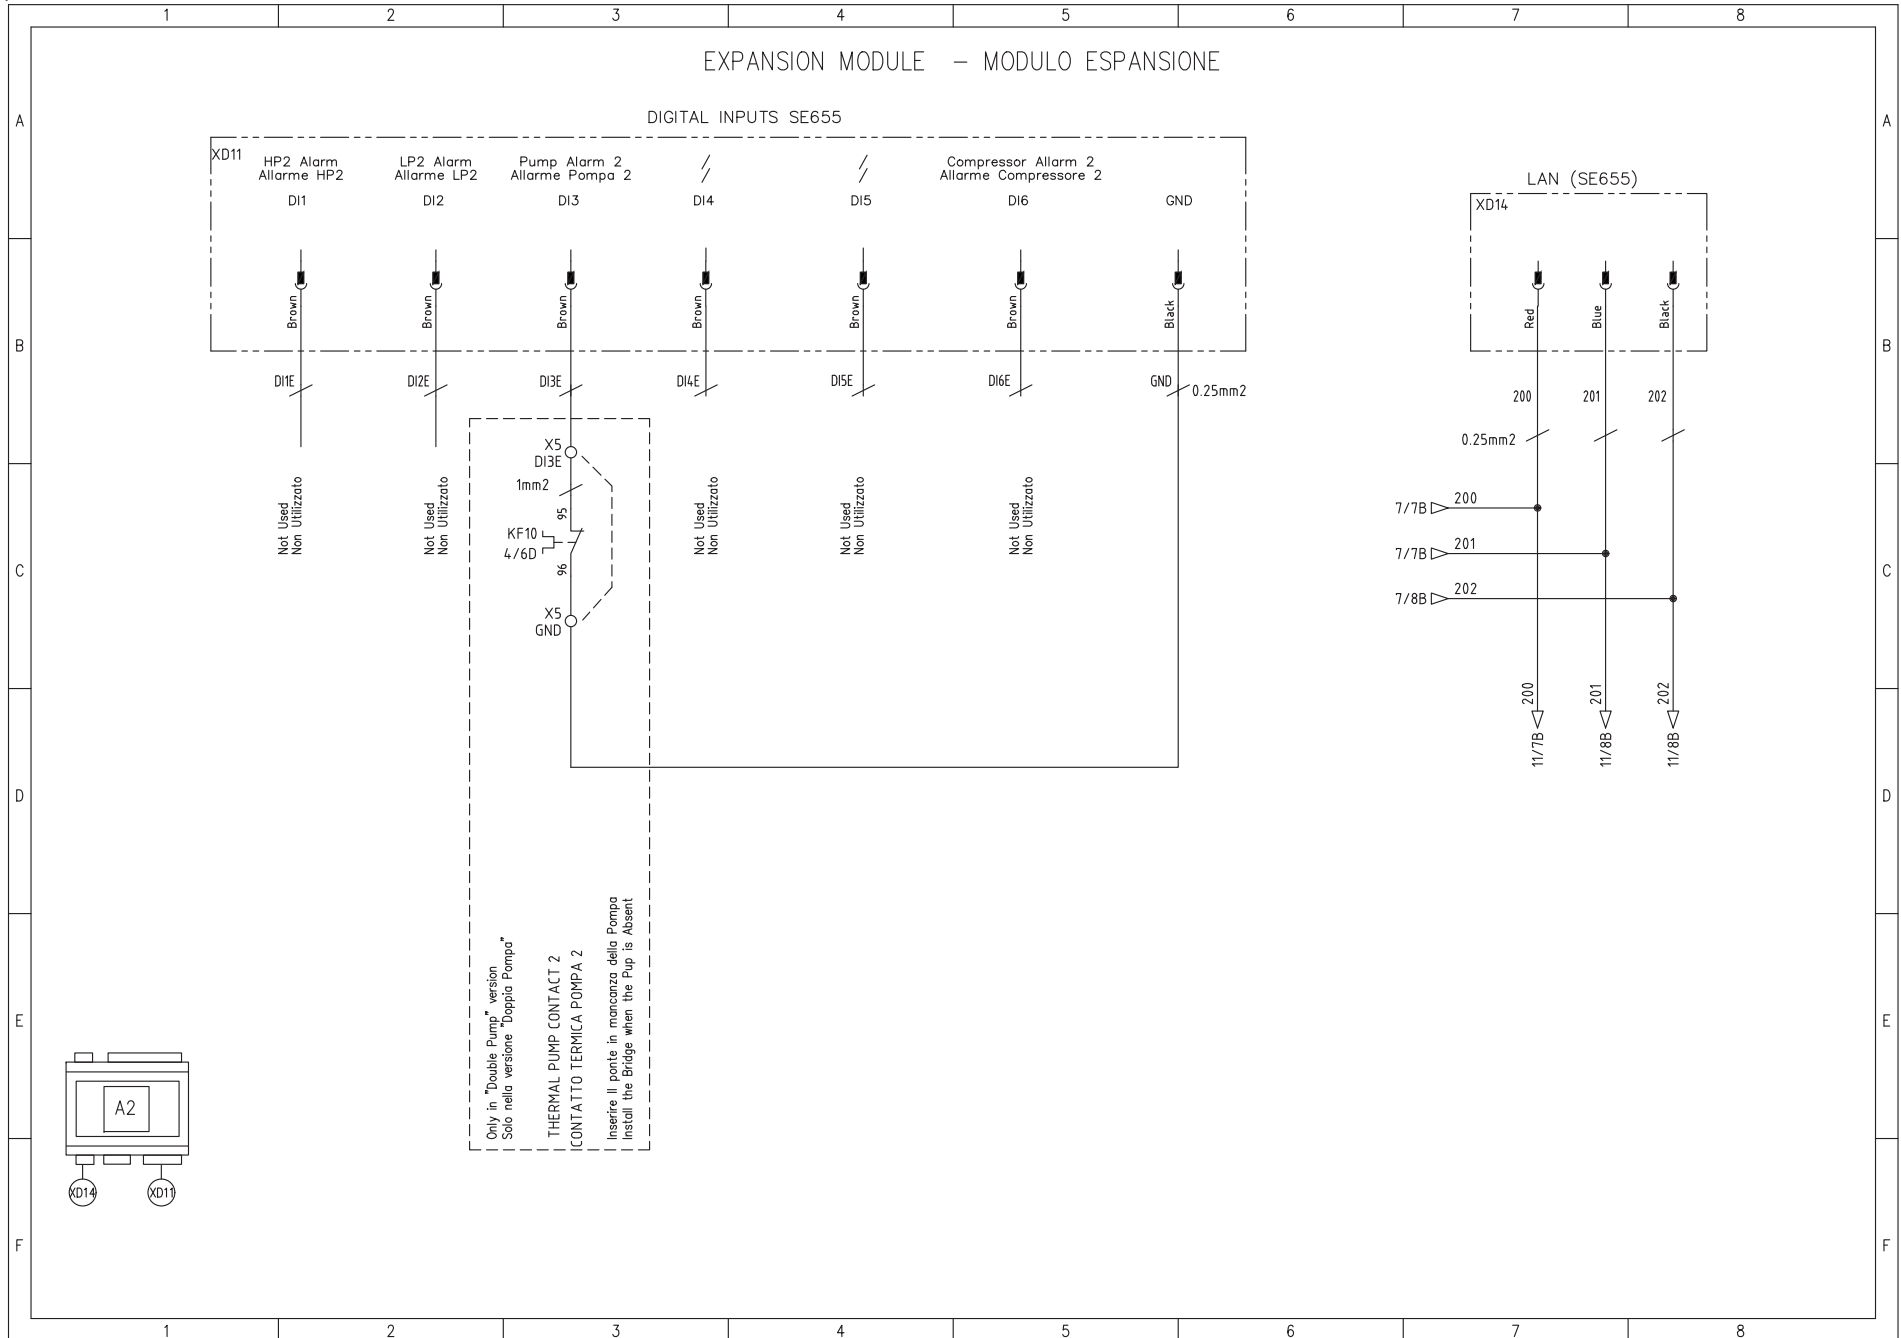 1 2 3 4 5 6 7 8
EXPANSION MODULE – MODULO ESPANSIONE
A A
DIGITAL INPUTS SE655
XD11
HP2 Alarm
Allarme HP2
DI1
LP2 Alarm
Allarme LP2
DI2
Pump Alarm 2
Allarme Pompa 2
DI3
//
DI4
//
DI5
Compressor Allarm 2
Allarme Compressore 2
DI6
GND
Brown Brown Brown Brown Brown Brown Black
LAN (SE655)
XD14
Red Blue Black
B B
DI1E DI2E DI3E DI4E DI5E DI6E GND 0.25mm2
200 201 202
0.25mm2
X5
DI3E
1mm2
95
KF10
4/6D
96
X5
GND
Not Used
Non Utilizzato
Not Used
Non Utilizzato
Not Used
Non Utilizzato
Not Used
Non Utilizzato
Not Used
Non Utilizzato
7/7B 200
7/7B 201
7/8B 202
C C
200 201 202
11/7B 11/8B 11/8B
D D
Only in "Double Pump" version
Solo nella versione "Doppia Pompa"
THERMAL PUMP CONTACT 2
CONTATTO TERMICA POMPA 2
Inserire Il ponte in mancanza della Pompa
Install the Bridge when the Pup is Absent
E E
A2
XD14 XD11
F F
1 2 3 4 5 6 7 8